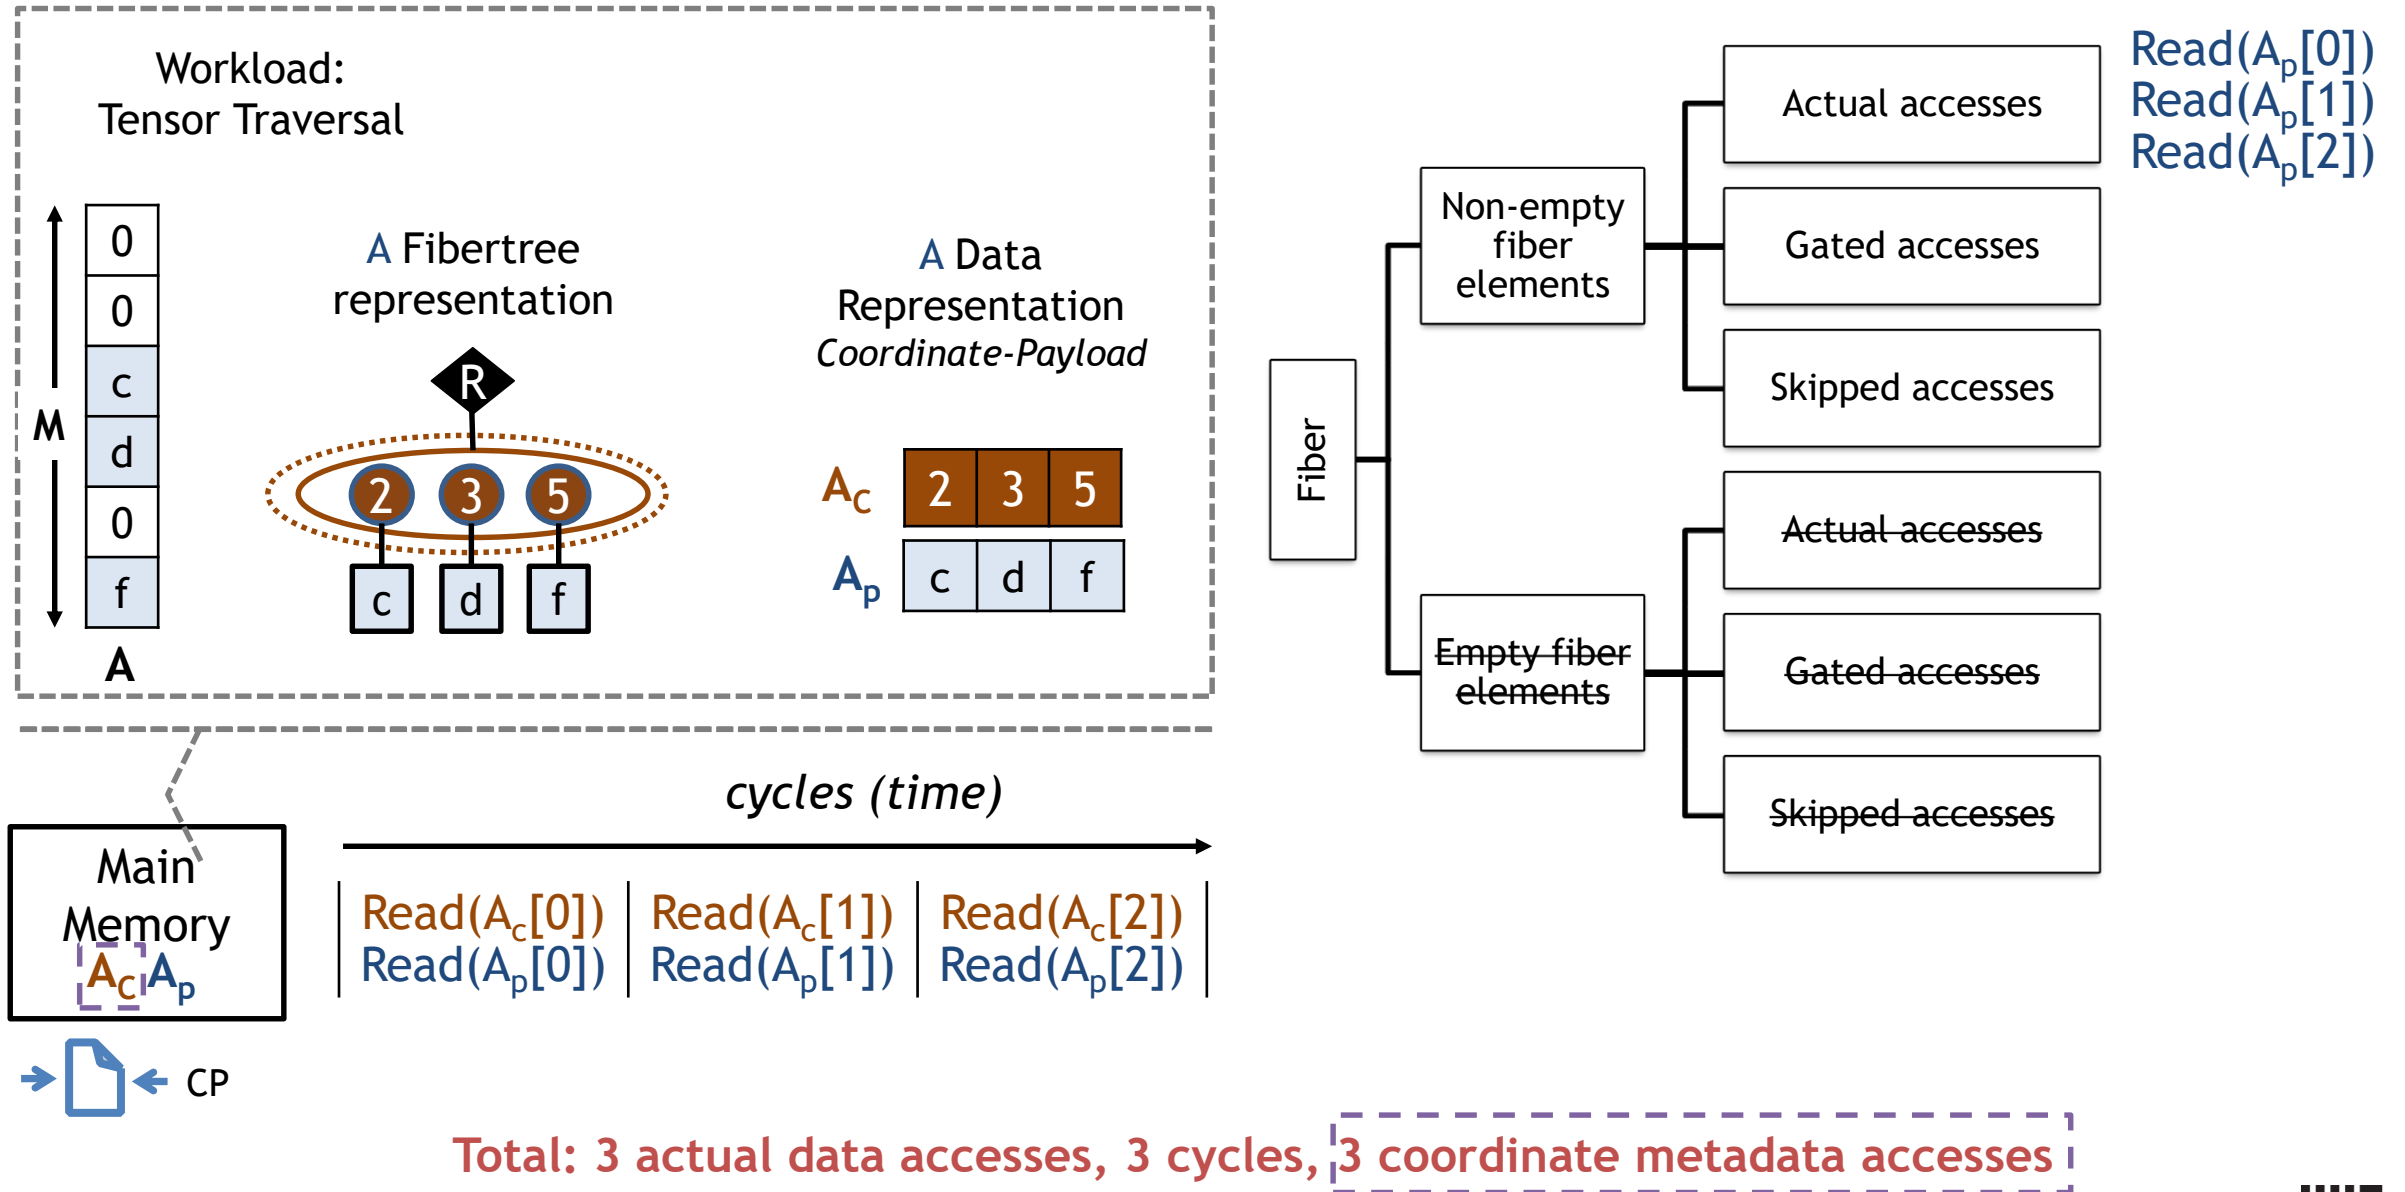 Workload:
Tensor Traversal
0
0
c
d
0
f
M
A
A Fibertree
representation
R
2 3 5
c d f
A Data
Representation
Coordinate-Payload
Ac 2 3 5
Ap c d f
Main
Memory
Ac Ap
CP
cycles (time)
Read(Ac[0]) Read(Ac[1]) Read(Ac[2])
Read(Ap[0]) Read(Ap[1]) Read(Ap[2])
Fiber
Non-empty
fiber
elements
Actual accesses
Gated accesses
Skipped accesses
Read(Ap[0])
Read(Ap[1])
Read(Ap[2])
Empty fiber
elements
Actual accesses
Gated accesses
Skipped accesses
Total: 3 actual data accesses, 3 cycles, 3 coordinate metadata accesses